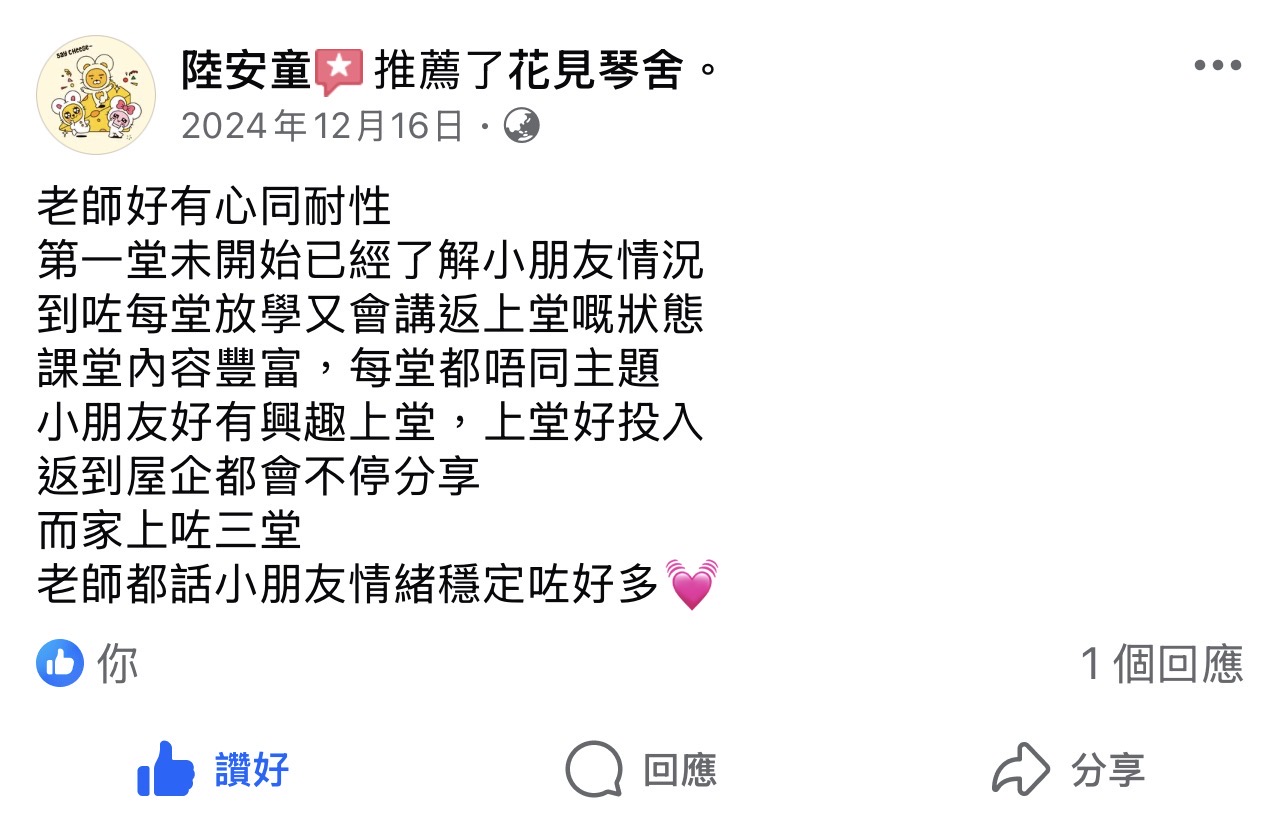 SAY CHEESE~
陸安童 推薦了花見琴舍。
2024年12月16日 ·
老師好有心同耐性
第一堂未開始已經了解小朋友情況
到咗每堂放學又會講返上堂嘅狀態
課堂內容豐富，每堂都唔同主題
小朋友好有興趣上堂，上堂好投入
返到屋企都會不停分享
而家上咗三堂
老師都話小朋友情緒穩定咗好多💓
你
1 個回應
讚好
回應
分享